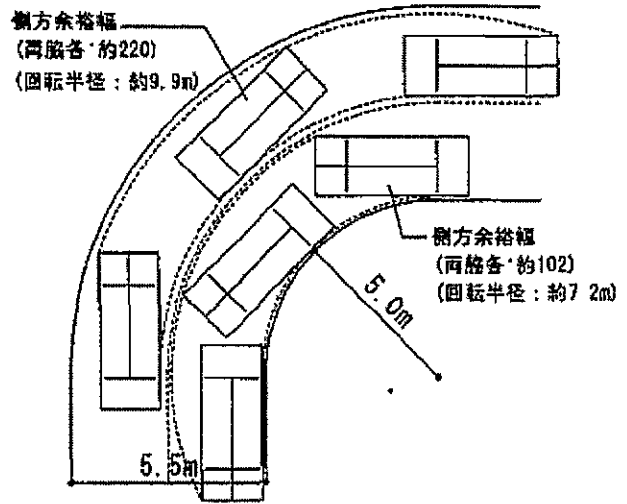 側方余裕幅
(両脇各･約220)
(回転半径：約9.9m)
側方余裕幅
(両脇各･約102)
(回転半径：約7 2m)
5.0m
5.5m